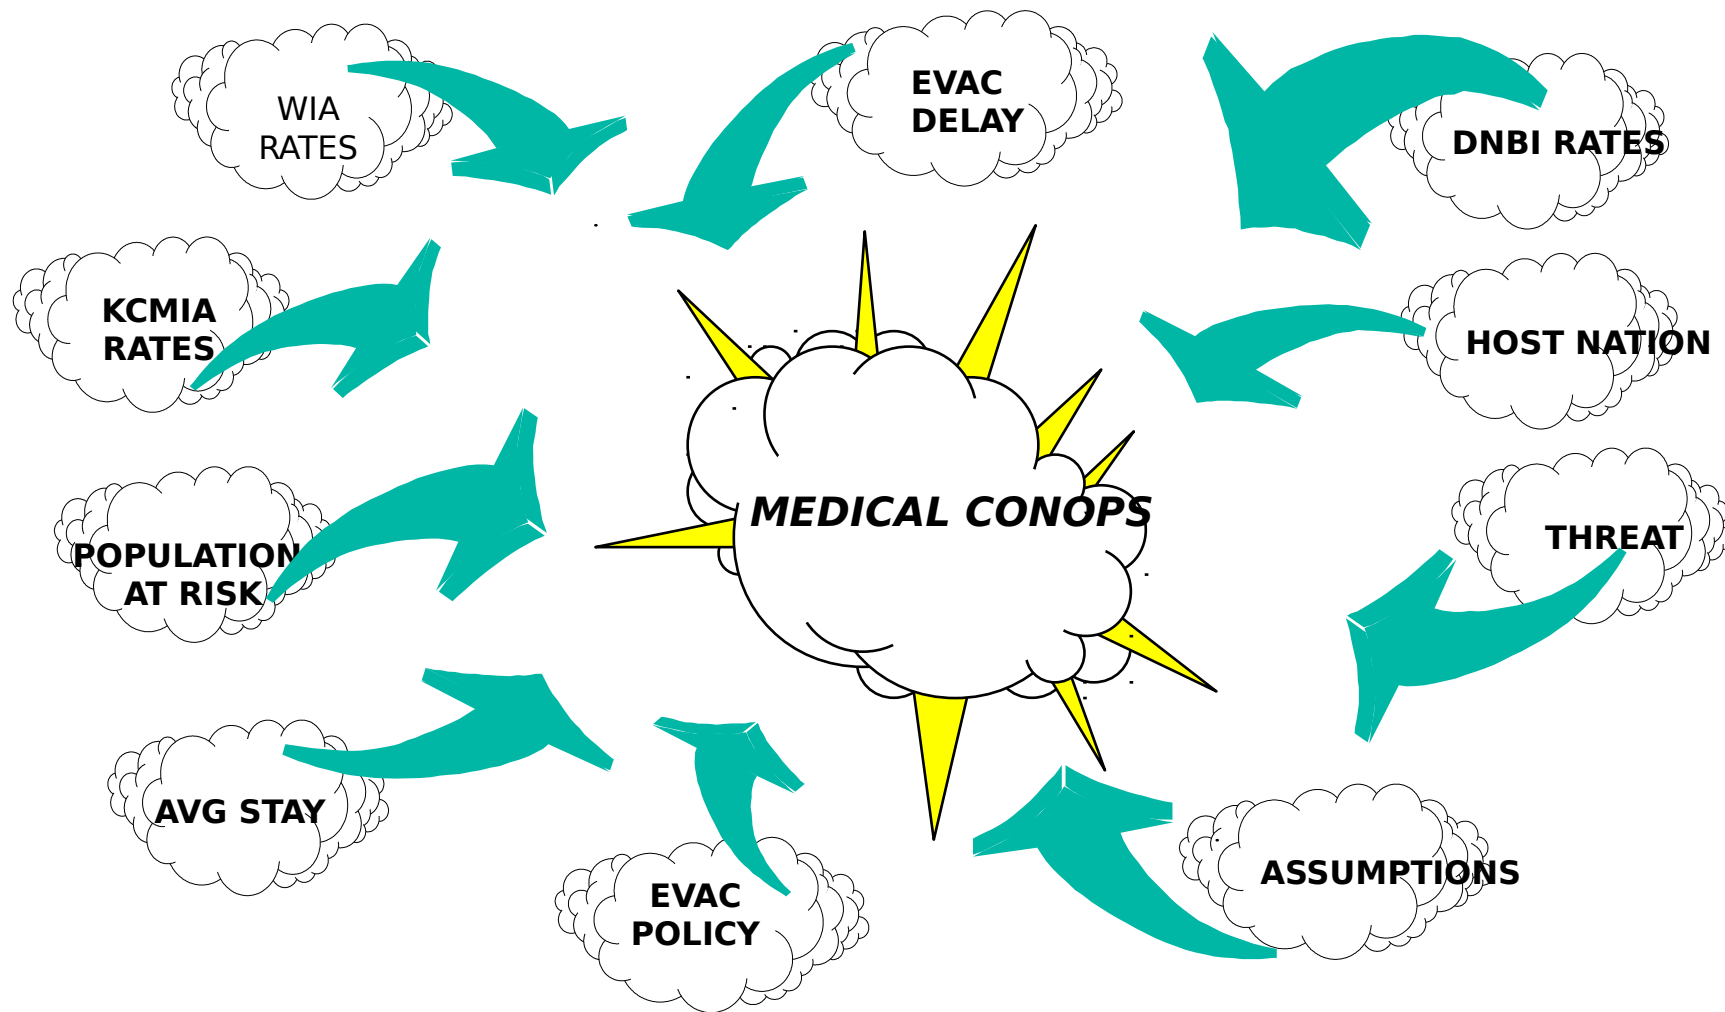 WIA
RATES
EVAC
DELAY
DNBI RATES
KCMIA
RATES
HOST NATION
MEDICAL CONOPS
THREAT
POPULATION
AT RISK
AVG STAY
EVAC
POLICY
ASSUMPTIONS